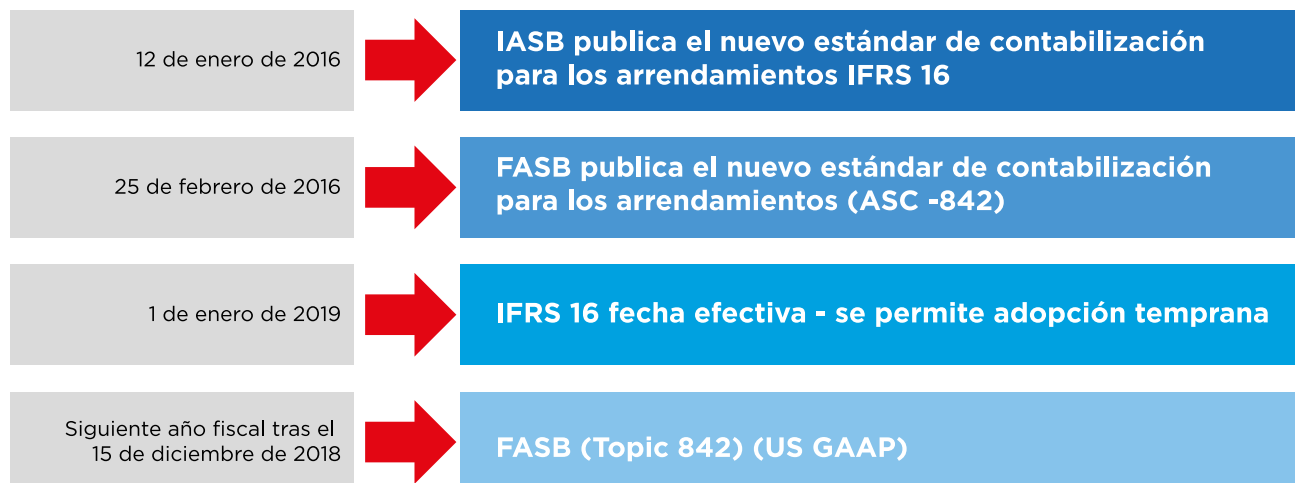 12 de enero de 2016
IASB publica el nuevo estándar de contabilización
para los arrendamientos IFRS 16
25 de febrero de 2016
FASB publica el nuevo estándar de contabilización
para los arrendamientos (ASC -842)
1 de enero de 2019
IFRS 16 fecha efectiva - se permite adopción temprana
Siguiente año fiscal tras el
15 de diciembre de 2018
FASB (Topic 842) (US GAAP)